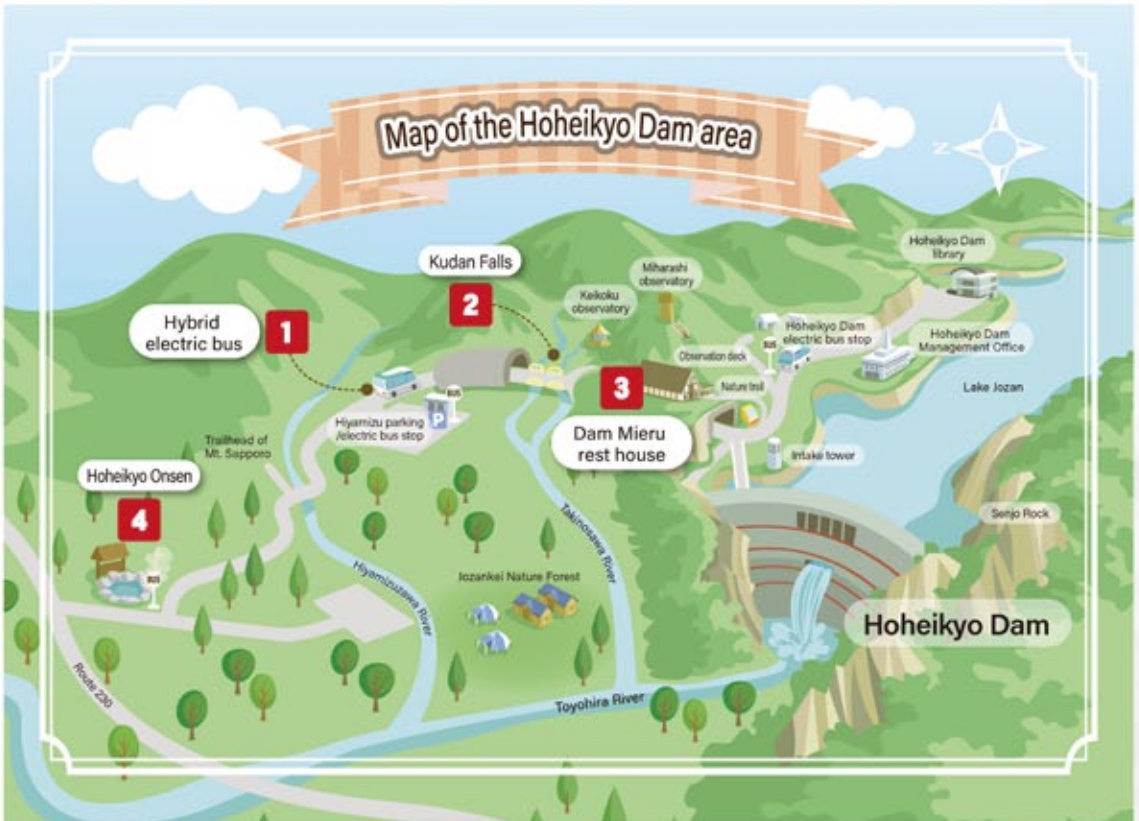 Map of the Hoheikyo Dam area
N
Hoheikyo Dam
library
Kudan Falls
2
Miharashi
observatory
Keikoku
observatory
Hybrid
electric bus
1
BUS
Hoheikyo Dam
electric bus stop
Hoheikyo Dam
Management Office
Observation deck
Lake Jozan
3
Nature trail
BUS
P
Hiyamizu parking
/electric bus stop
Dam Mieru
rest house
Trailhead of
Mt. Sapporo
Intake tower
Hoheikyo Onsen
4
Senjo Rock
Takinosawa River
BUS
Hiyamizuzawa River
Jozankei Nature Forest
Hoheikyo Dam
Route 230
Toyohira River